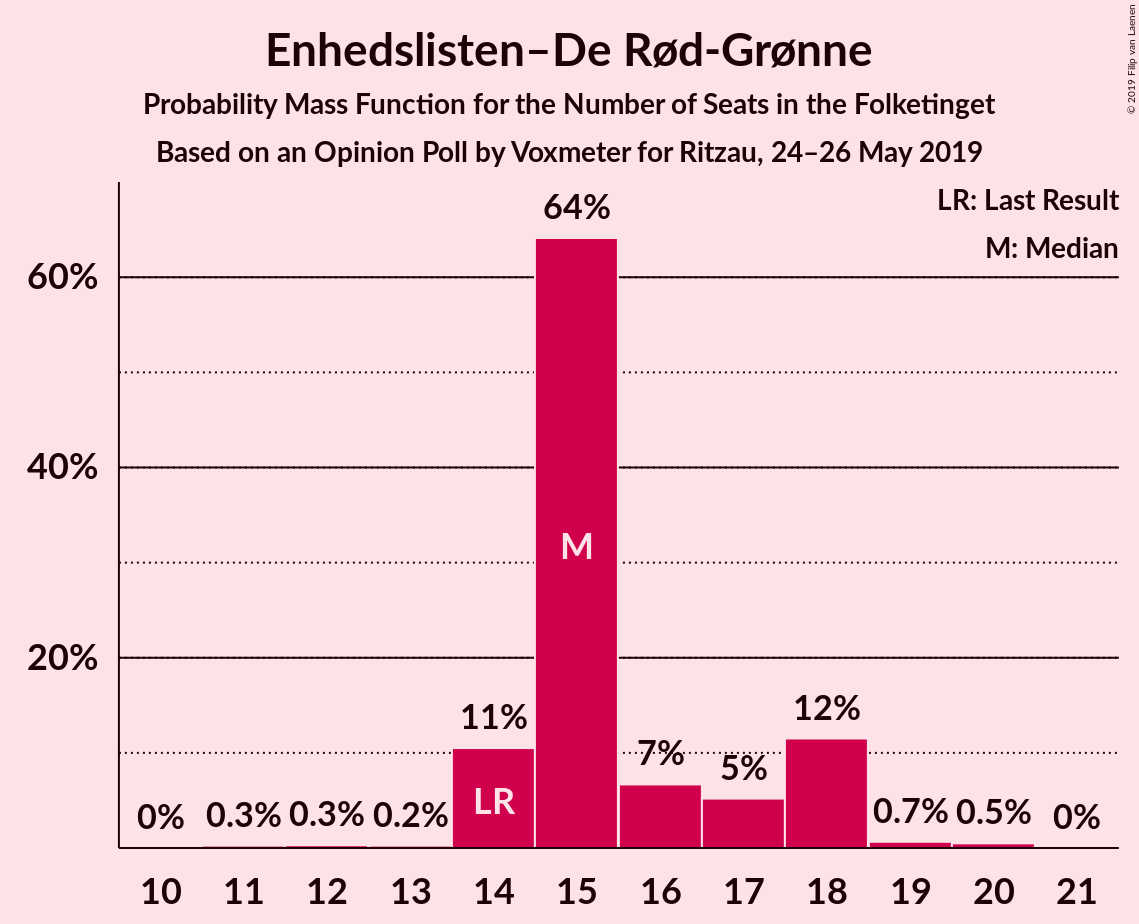 Enhedslisten–De Rød-Grønne
Probability Mass Function for the Number of Seats in the Folketinget
Based on an Opinion Poll by Voxmeter for Ritzau, 24–26 May 2019
© 2019 Filip van Laenen
LR: Last Result
M: Median
60%
40%
20%
0%
0.3%
0.3%
0.2%
11%
64%
7%
5%
12%
0.7%
0.5%
0%
LR
M
10 11 12 13 14 15 16 17 18 19 20 21